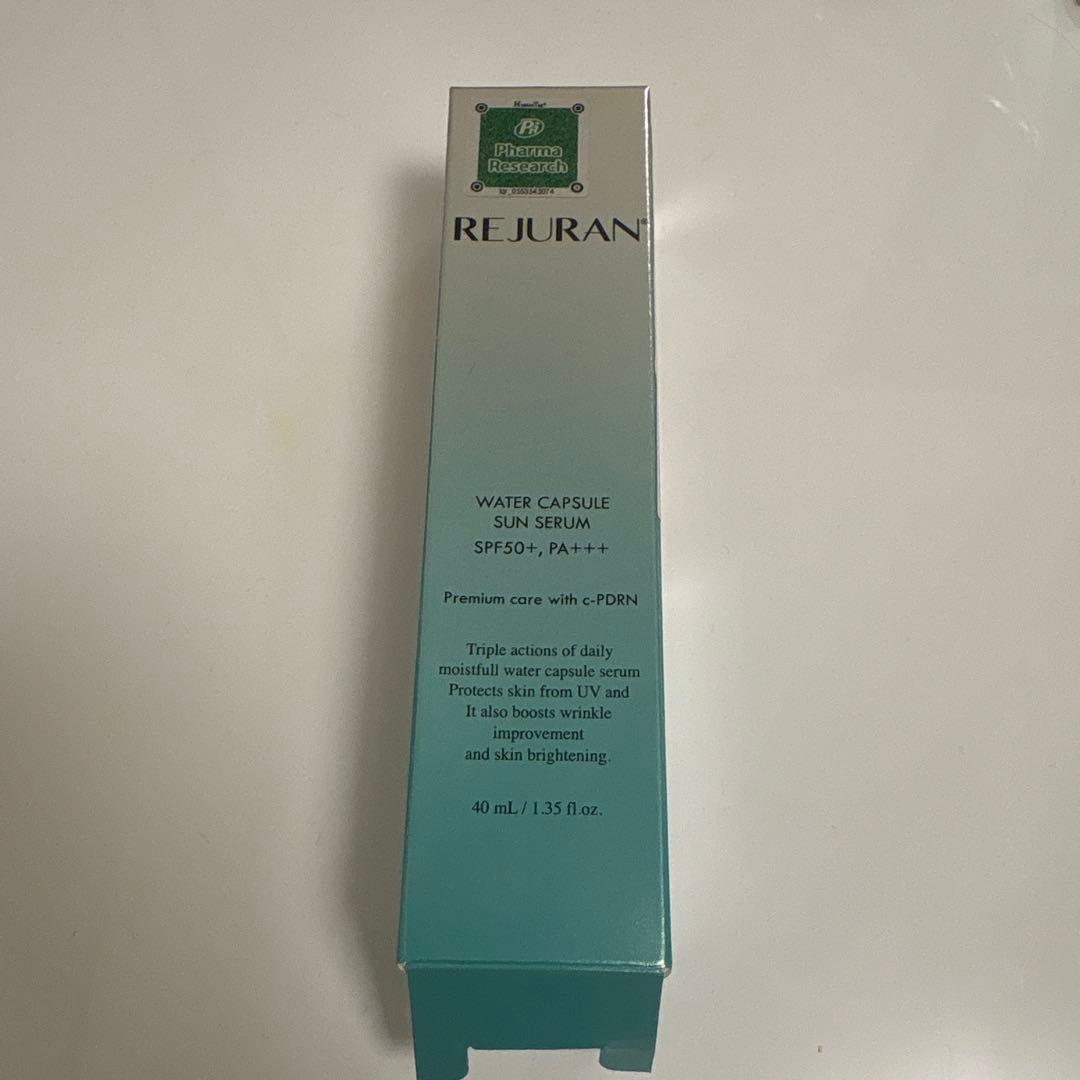 HiddenTag®
PR
Pharma
Research
REJURAN®
WATER CAPSULE
SUN SERUM
SPF50+, PA+++
Premium care with c-PDRN
Triple actions of daily
moistfull water capsule serum
Protects skin from UV and
It also boosts wrinkle
improvement
and skin brightening.
40 mL / 1.35 fl.oz.